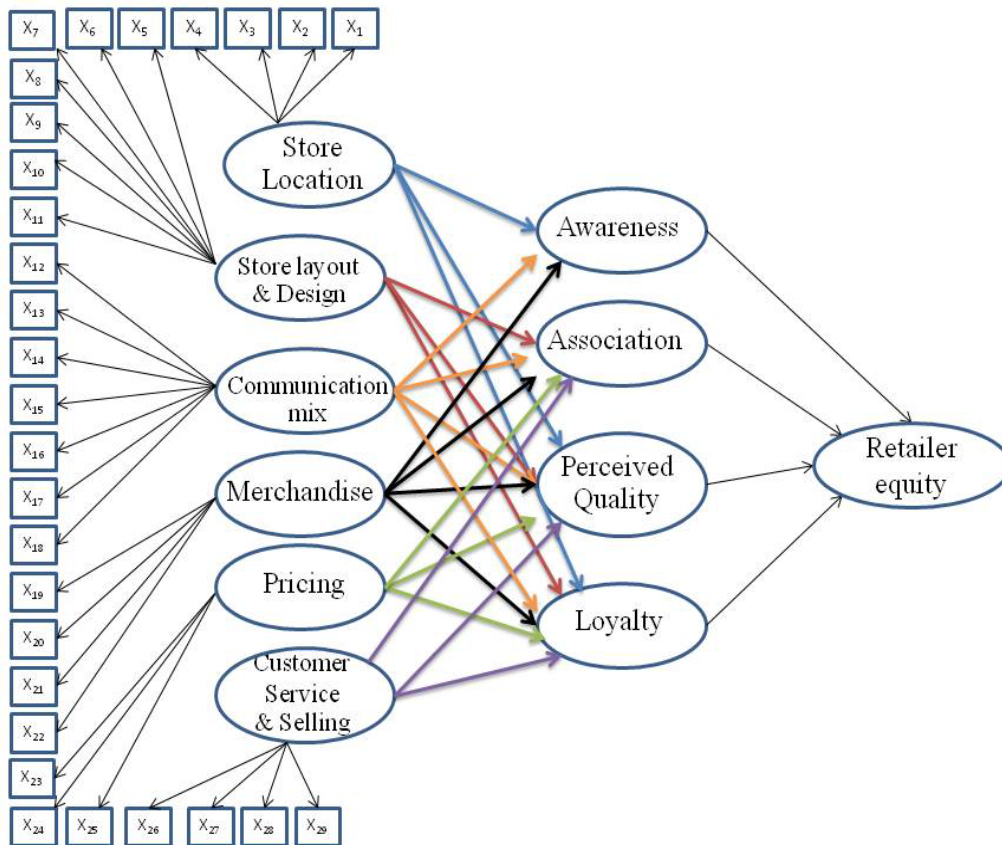 X₇
X₆
X₅
X₄
X₃
X₂
X₁
X₈
X₉
X₁₀
X₁₁
X₁₂
X₁₃
X₁₄
X₁₅
X₁₆
X₁₇
X₁₈
X₁₉
X₂₀
X₂₁
X₂₂
X₂₃
X₂₄
X₂₅
X₂₆
X₂₇
X₂₈
X₂₉
Store
Location
Store layout
& Design
Communication
mix
Merchandise
Pricing
Customer
Service
& Selling
Awareness
Association
Perceived
Quality
Loyalty
Retailer
equity